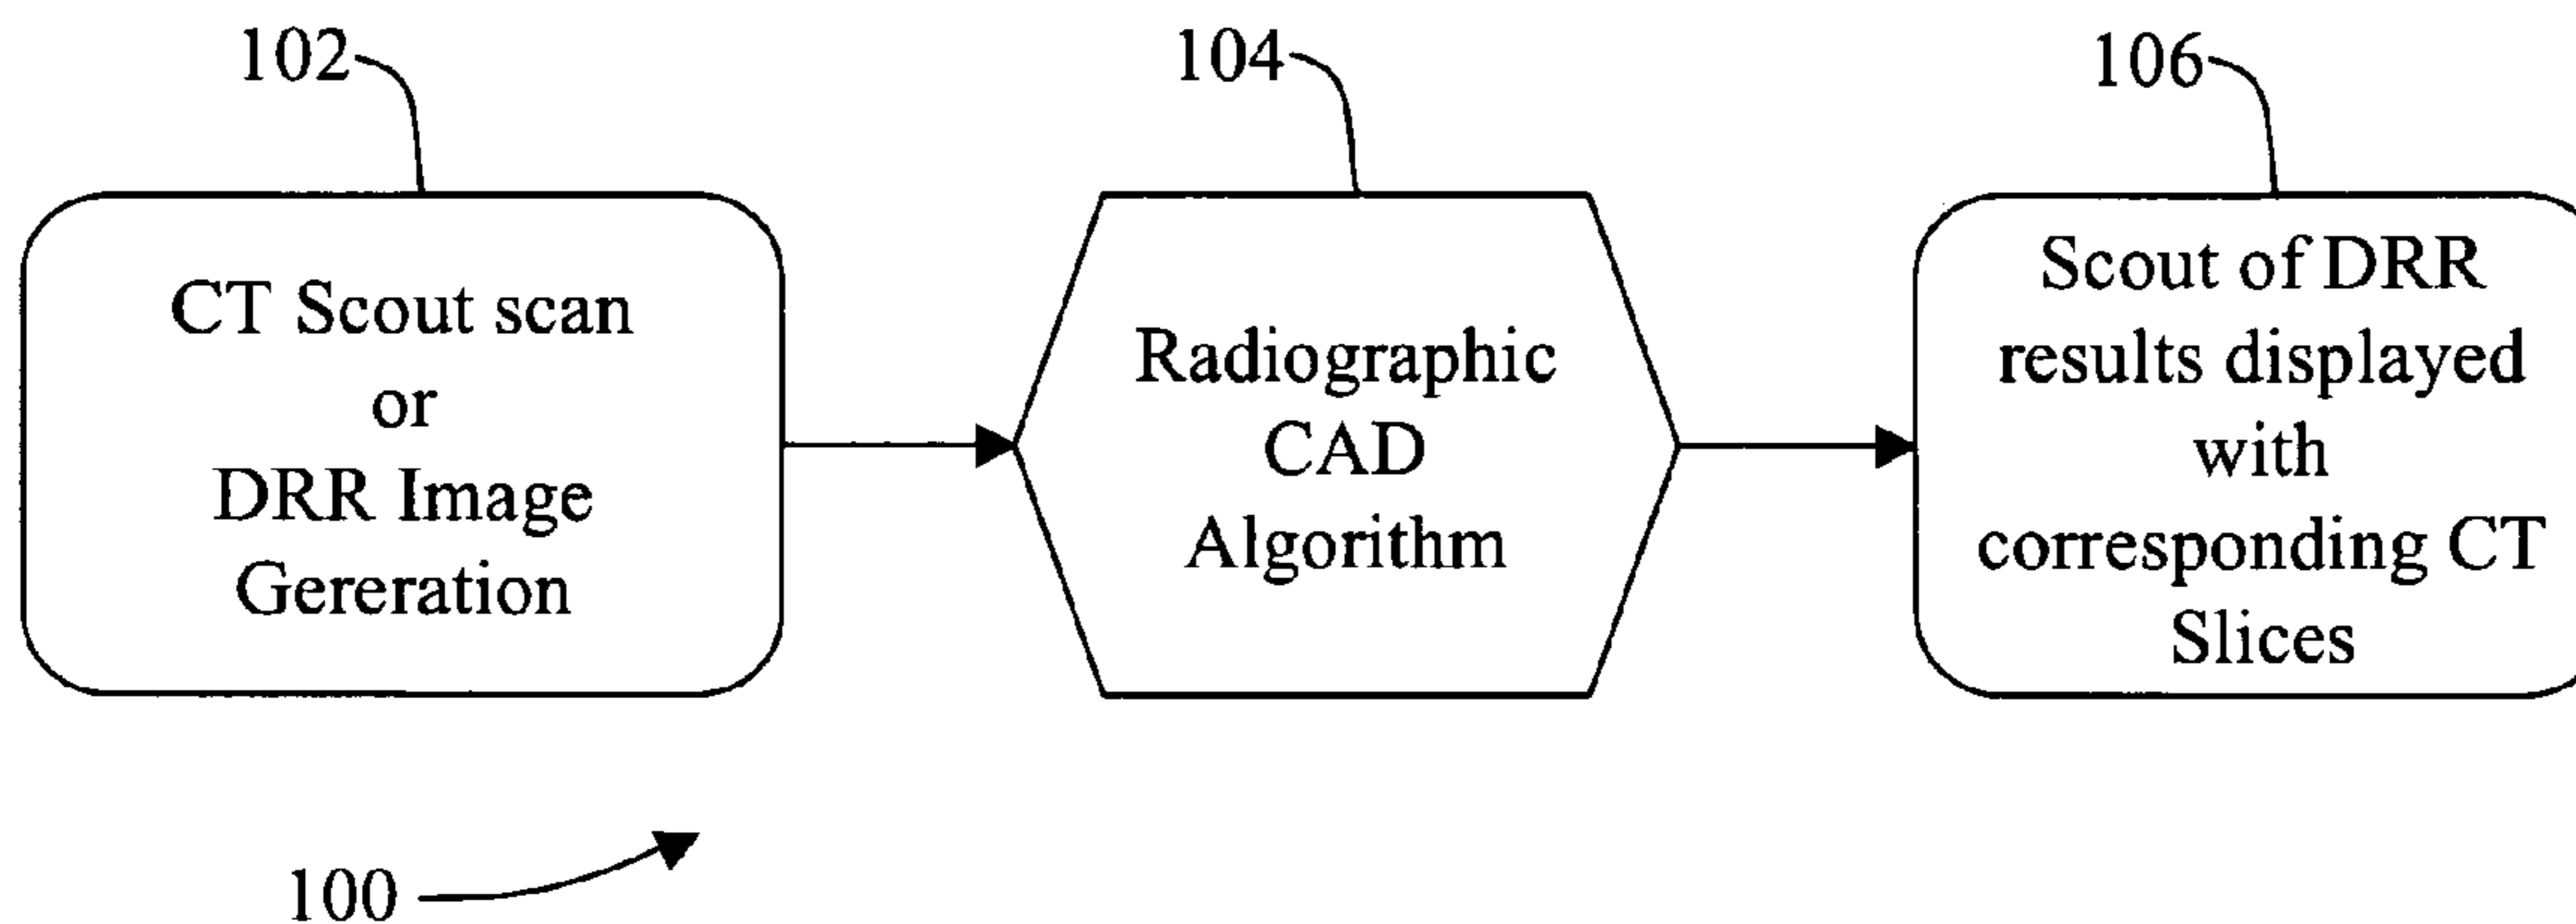 102
104
106
CT Scout scan
or
DRR Image
Gereration
Radiographic
CAD
Algorithm
Scout of DRR
results displayed
with
corresponding CT
Slices
100